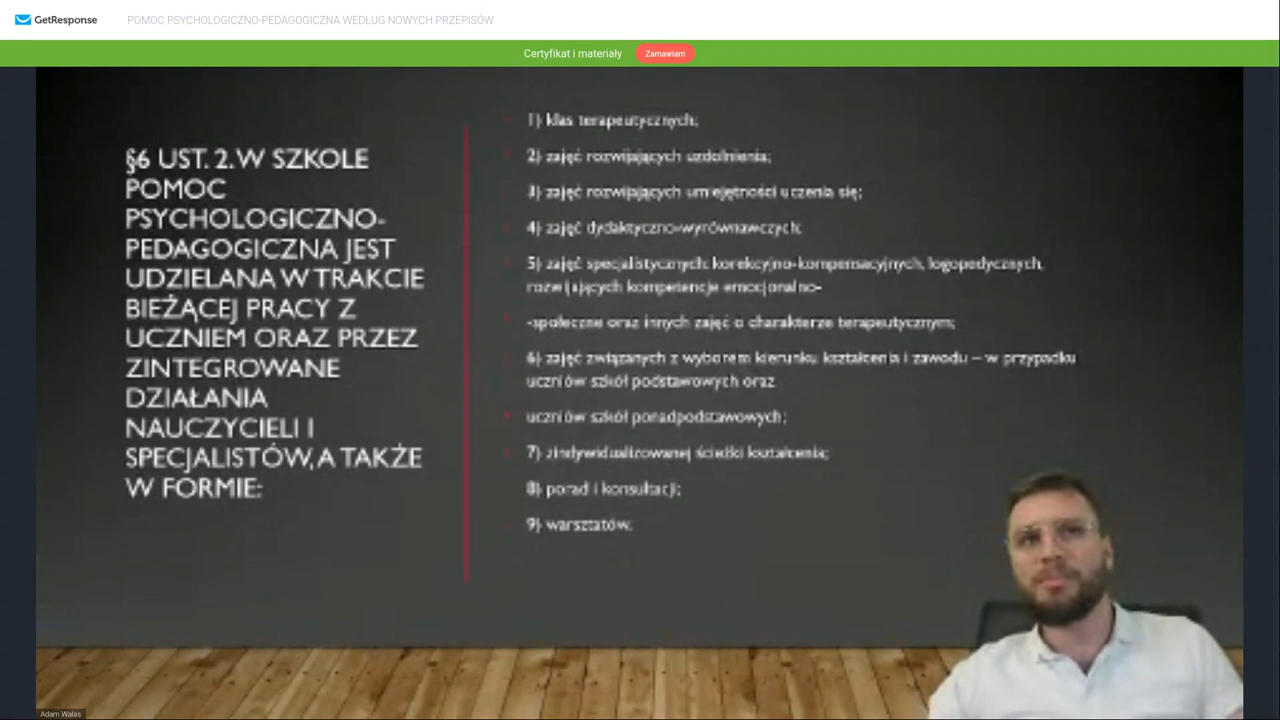 GetResponse
POMOC PSYCHOLOGICZNO-PEDAGOGICZNA WEDŁUG NOWYCH PRZEPISÓW
Certyfikat i materiały
Zamawiam
§6 UST. 2. W SZKOLE
POMOC
PSYCHOLOGICZNO-
PEDAGOGICZNA JEST
UDZIELANA W TRAKCIE
BIEŻĄCEJ PRACY Z
UCZNIEM ORAZ PRZEZ
ZINTEGROWANE
DZIAŁANIA
NAUCZYCIELI I
SPECJALISTÓW, A TAKŻE
W FORMIE:
1) klas terapeutycznych;
2) zajęć rozwijających uzdolnienia;
3) zajęć rozwijających umiejętności uczenia się;
4) zajęć dydaktyczno-wyrównawczych;
5) zajęć specjalistycznych: korekcyjno-kompensacyjnych, logopedycznych,
rozwijających kompetencje emocjonalno-
-społeczne oraz innych zajęć o charakterze terapeutycznym;
6) zajęć związanych z wyborem kierunku kształcenia i zawodu – w przypadku
uczniów szkół podstawowych oraz
uczniów szkół ponadpodstawowych;
7) zindywidualizowanej ścieżki kształcenia;
8) porad i konsultacji;
9) warsztatów.
Adam Walas